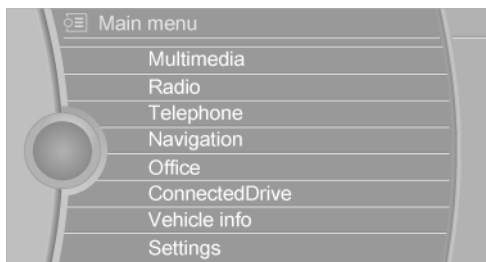 Main menu
Multimedia
Radio
Telephone
Navigation
Office
ConnectedDrive
Vehicle info
Settings